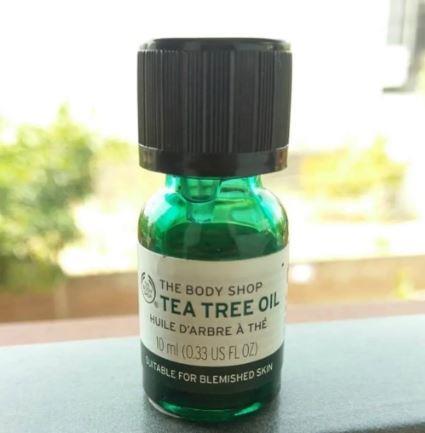 THE BODY SHOP
® TEA TREE OIL
HUILE D'ARBRE À THÉ
10 ml (0.33 US FL OZ)
SUITABLE FOR BLEMISHED SKIN